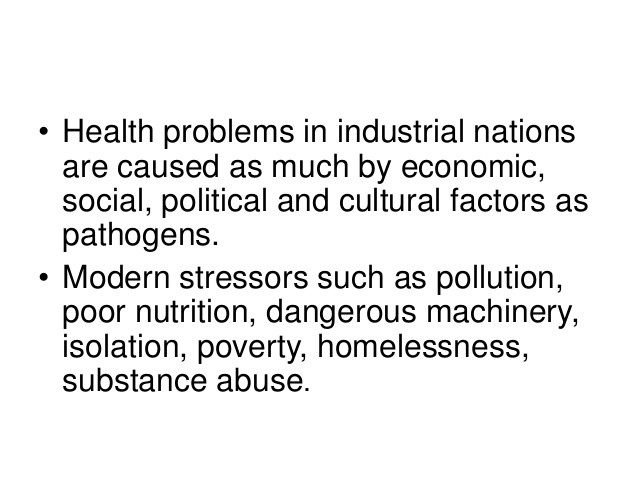 • Health problems in industrial nations
are caused as much by economic,
social, political and cultural factors as
pathogens.
• Modern stressors such as pollution,
poor nutrition, dangerous machinery,
isolation, poverty, homelessness,
substance abuse.